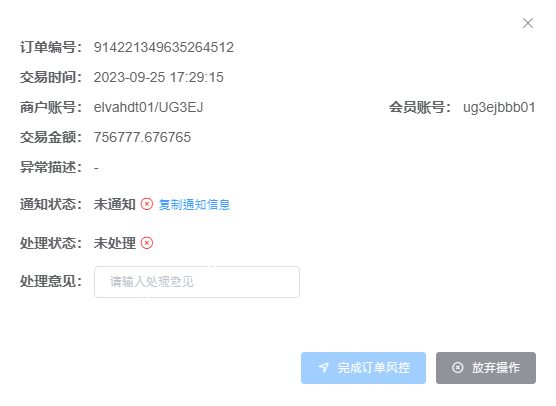 订单编号： 914221349635264512
交易时间： 2023-09-25 17:29:15
商户账号： elvahdt01/UG3EJ 会员账号： ug3ejbbb01
交易金额： 756777.676765
异常描述： -
通知状态： 未通知 复制通知信息
处理状态： 未处理
处理意见： 请输入处理意见
完成订单风控 放弃操作